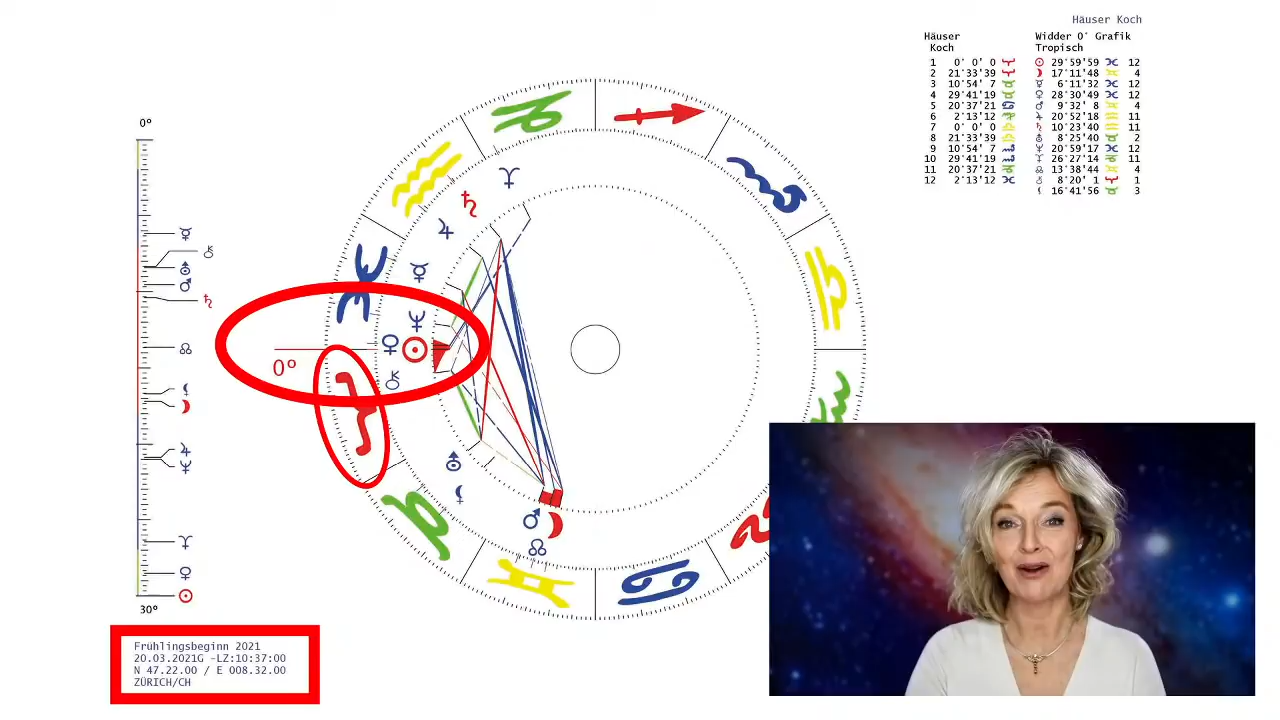 Häuser Koch
Häuser Widder 0° Grafik
Koch Tropisch
1 0° 0' 0 29°59'59 12
2 21°33'39 17°11'48 4
3 10°54' 7 6°11'32 12
4 29°41'19 28°30'49 12
5 20°37'21 9°32' 8 4
6 2°13'12 20°52'18 11
7 0° 0' 0 10°23'40 11
8 21°33'39 8°25'40 2
9 10°54' 7 20°59'17 12
10 29°41'19 26°27'14 11
11 20°37'21 13°38'44 4
12 2°13'12 8°20' 1 1
16°41'56 3
0°
0°
30°
Frühlingsbeginn 2021
20.03.2021G -LZ:10:37:00
N 47.22.00 / E 008.32.00
ZÜRICH/CH